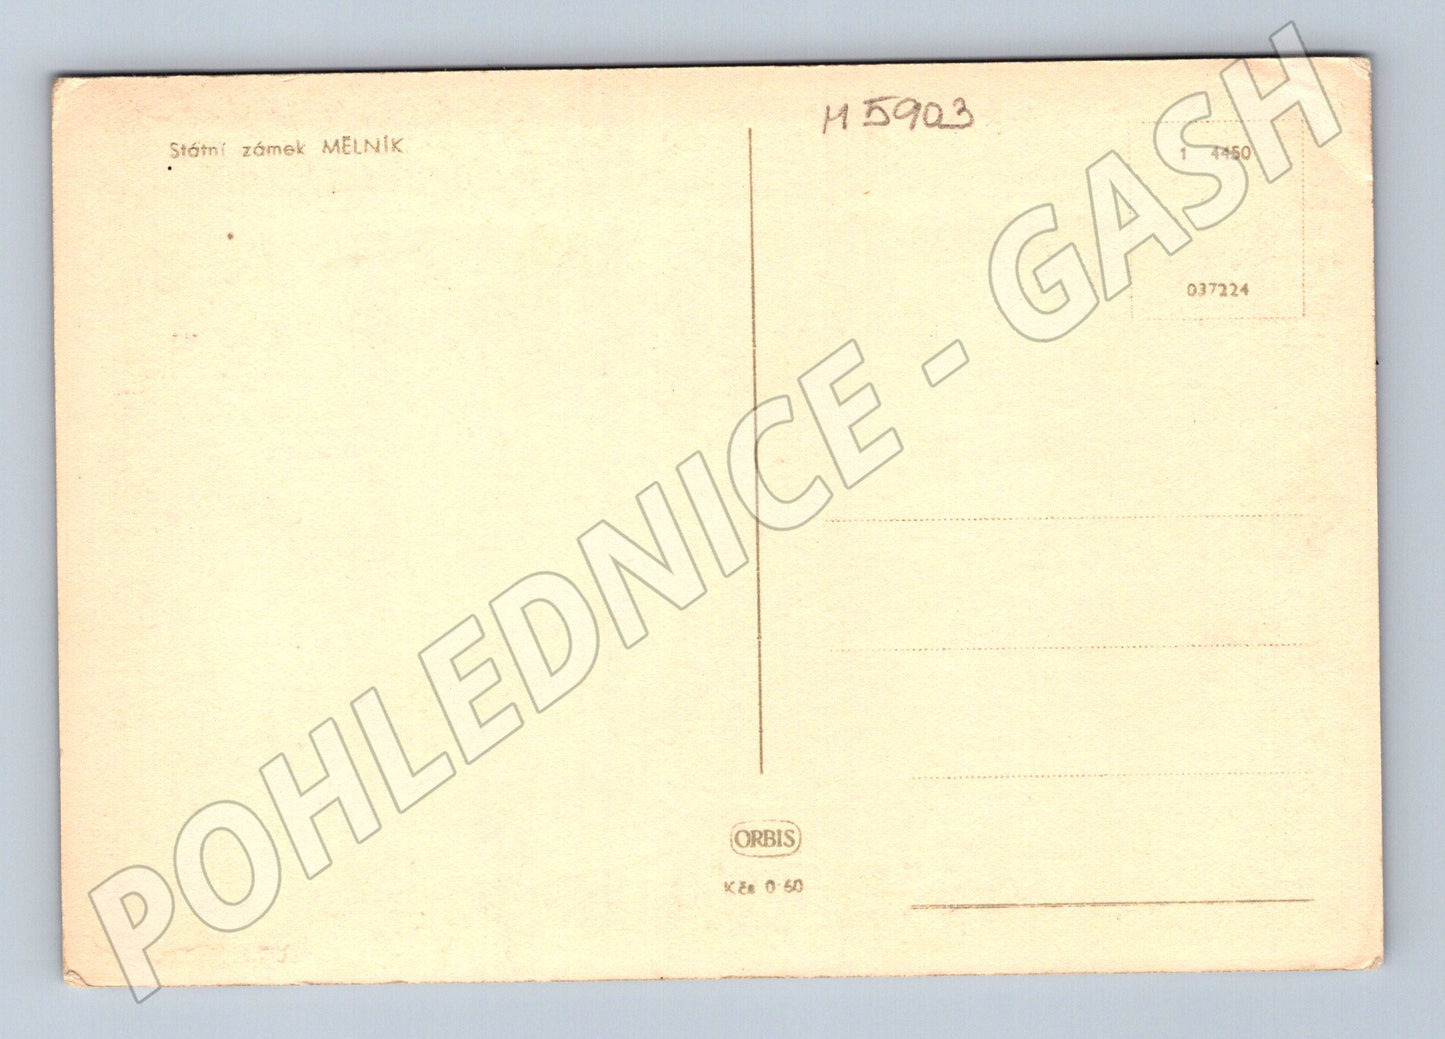 Státní zámek MĚLNÍK
M 5903
1 4450
037224
ORBIS
Kčs 0·60
POHLEDNICE - GASH